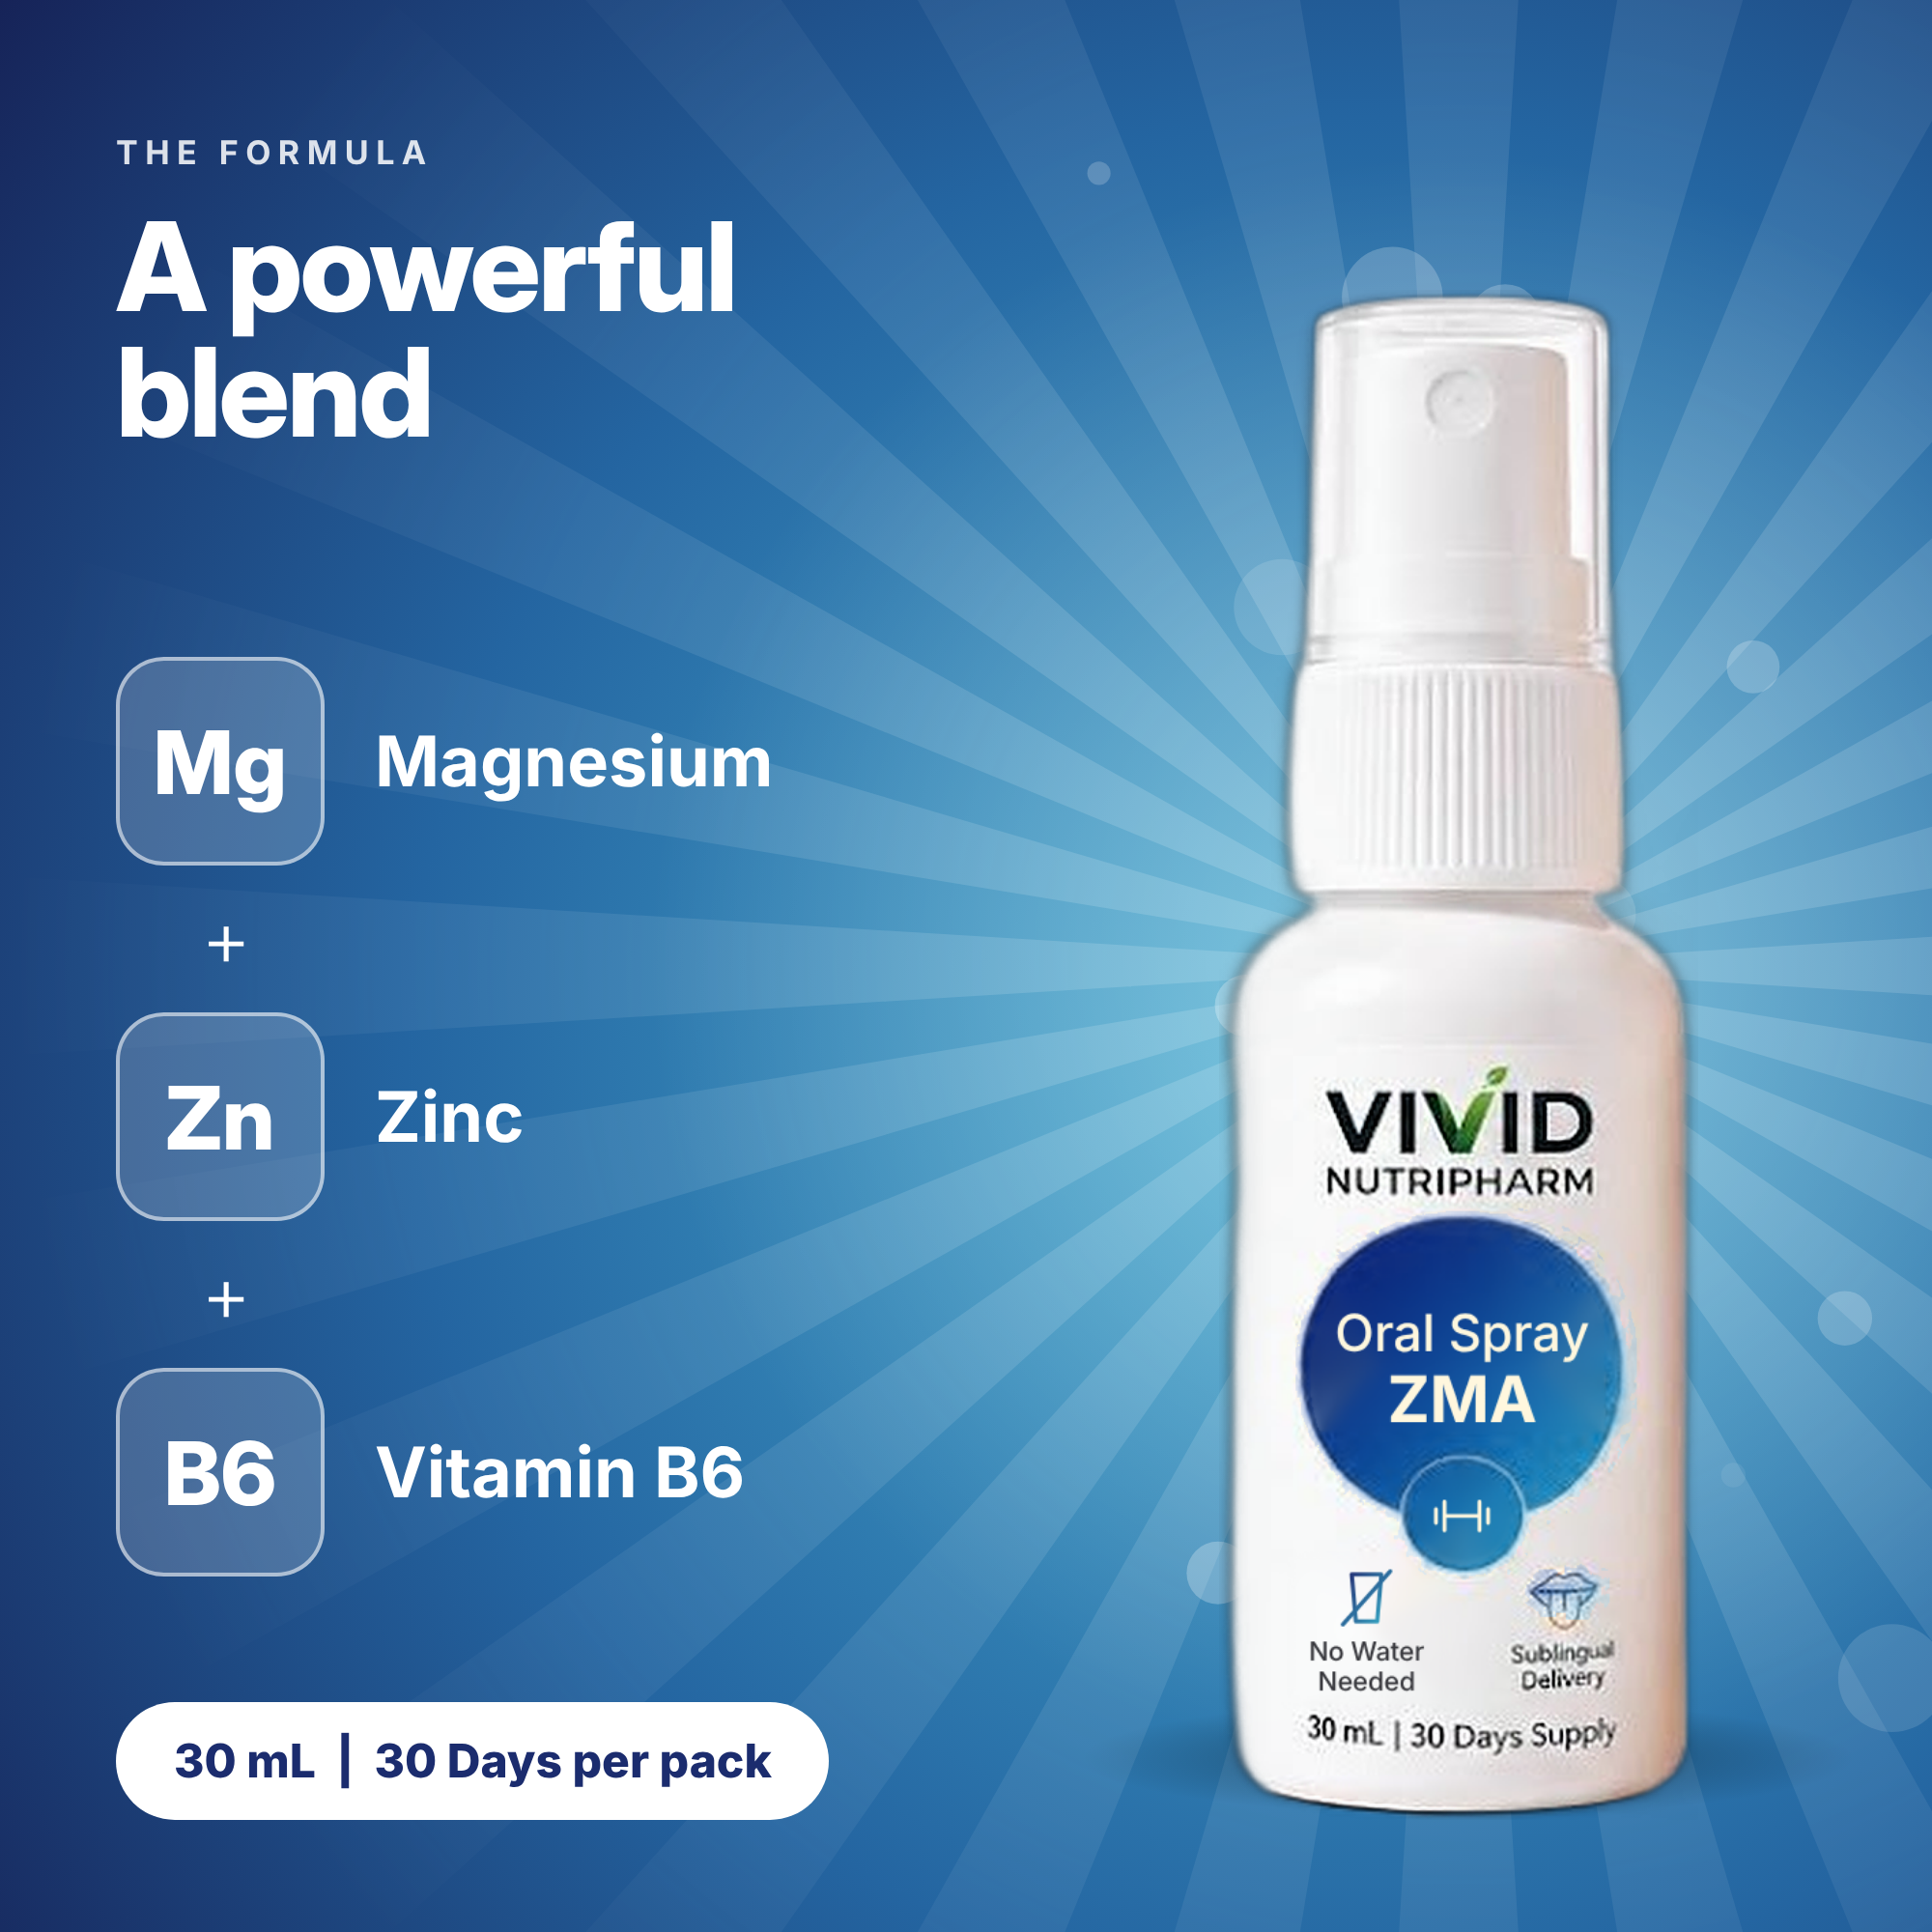 THE FORMULA
A powerful
blend
Mg
Magnesium
+
Zn
Zinc
+
B6
Vitamin B6
30 mL | 30 Days per pack
VIVID
NUTRIPHARM
Oral Spray
ZMA
No Water
Needed
Sublingual
Delivery
30 mL | 30 Days Supply